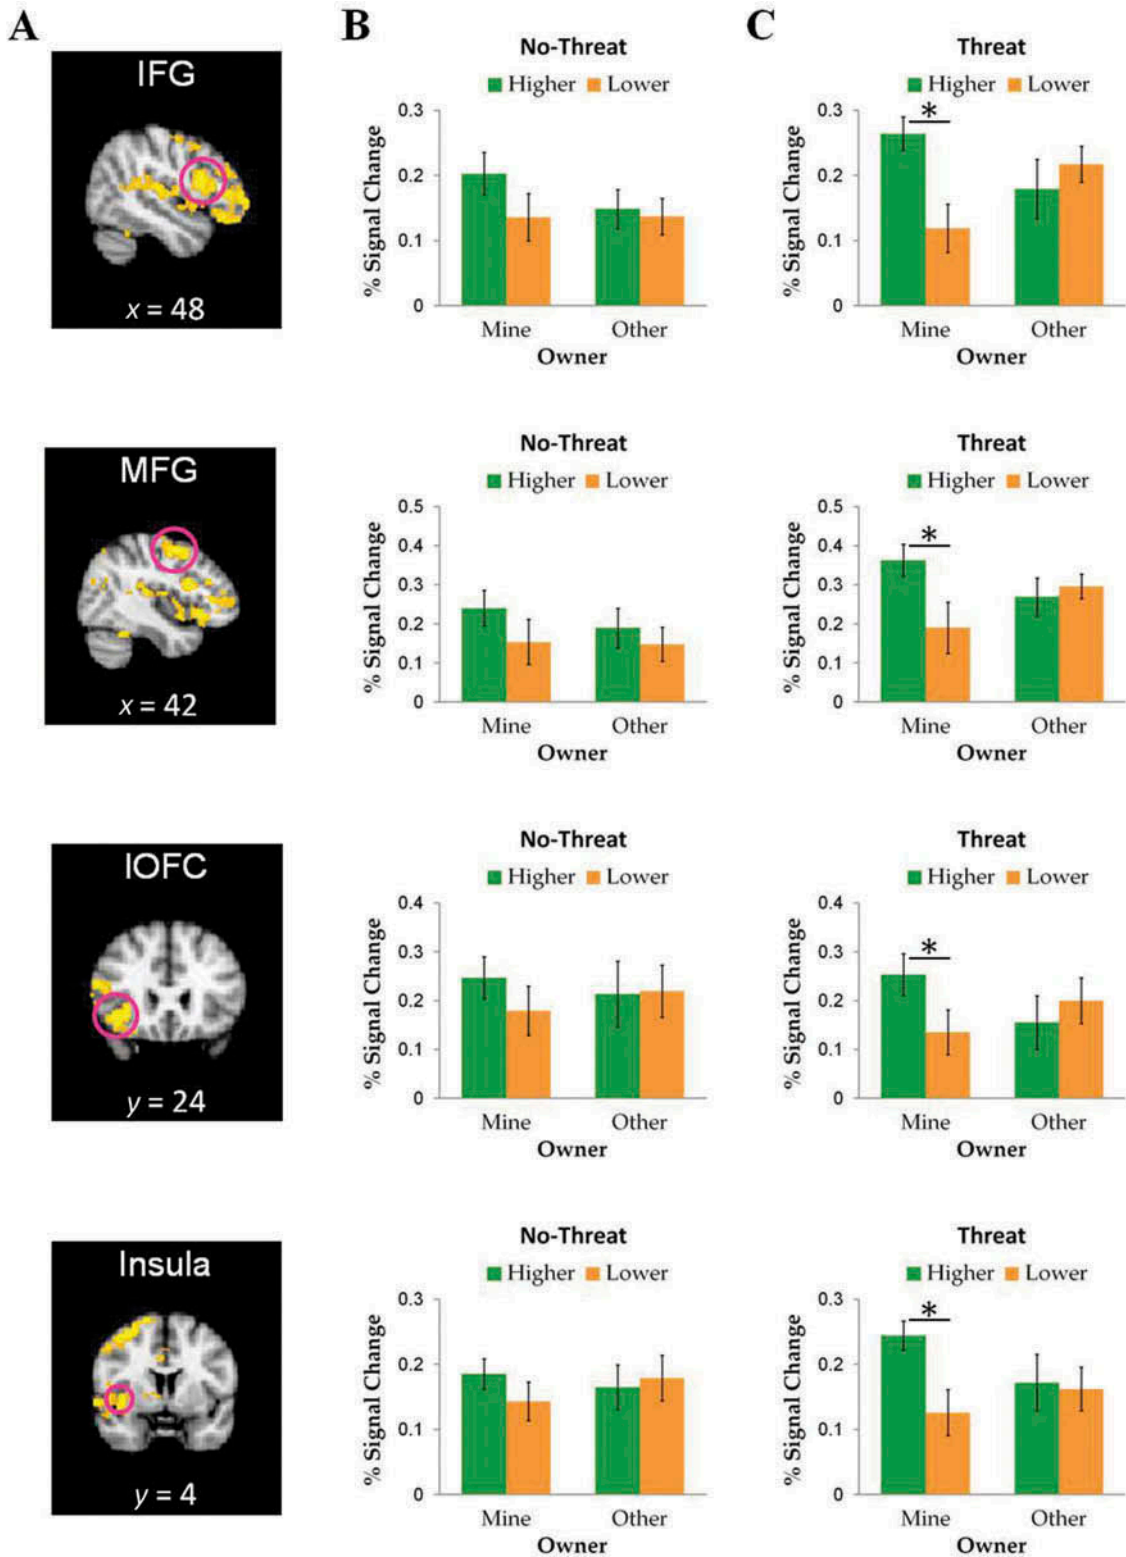 A
B
C
IFG
x = 48
No-Threat
Higher Lower
% Signal Change
0.3
0.2
0.1
0
Mine Other
Owner
Threat
Higher Lower
% Signal Change
0.3
0.2
0.1
0
*
Mine Other
Owner
MFG
x = 42
No-Threat
Higher Lower
% Signal Change
0.5
0.4
0.3
0.2
0.1
0
Mine Other
Owner
Threat
Higher Lower
% Signal Change
0.5
0.4
0.3
0.2
0.1
0
*
Mine Other
Owner
lOFC
y = 24
No-Threat
Higher Lower
% Signal Change
0.4
0.3
0.2
0.1
0
Mine Other
Owner
Threat
Higher Lower
% Signal Change
0.4
0.3
0.2
0.1
0
*
Mine Other
Owner
Insula
y = 4
No-Threat
Higher Lower
% Signal Change
0.3
0.2
0.1
0
Mine Other
Owner
Threat
Higher Lower
% Signal Change
0.3
0.2
0.1
0
*
Mine Other
Owner